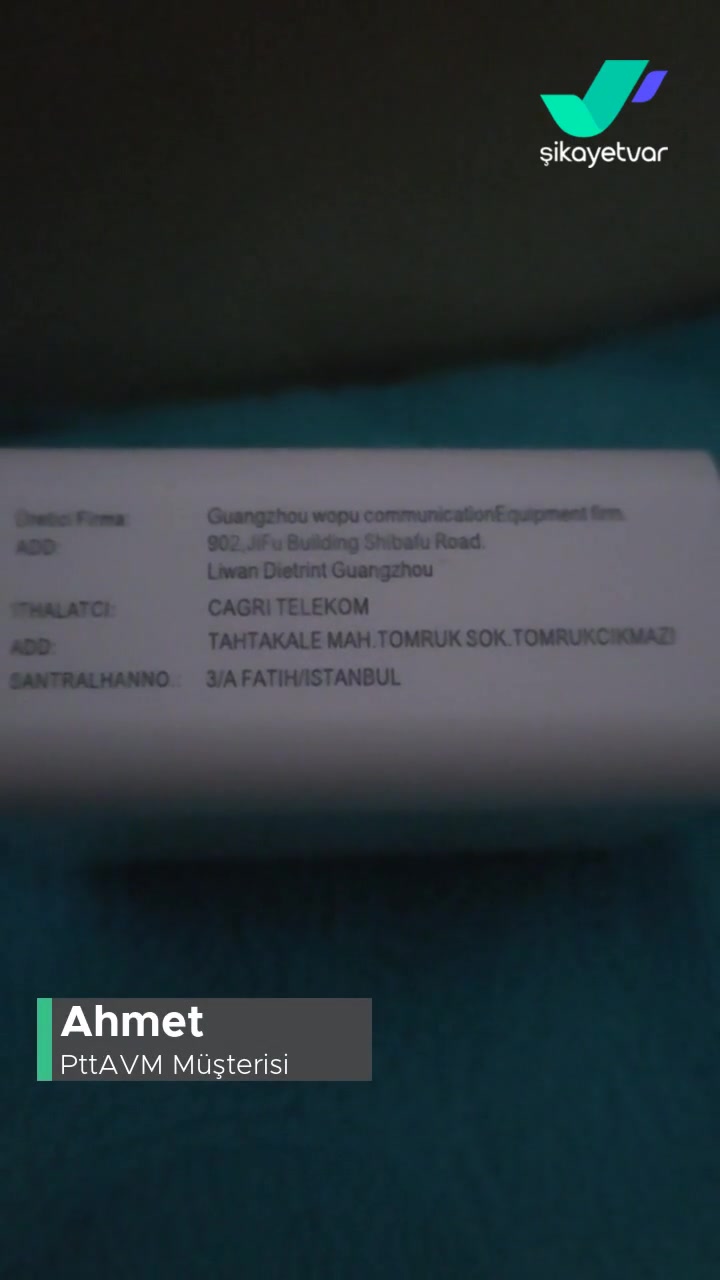 şikayetvar
Üretici Firma: Guangzhou wopu communicationEquipment firm.
ADD: 902,JiFu Building Shibafu Road.
Liwan Dietrint Guangzhou
ITHALATCI: CAGRI TELEKOM
ADD: TAHTAKALE MAH.TOMRUK SOK.TOMRUKCIKMAZI
SANTRALHANNO.: 3/A FATIH/ISTANBUL
Ahmet
PttAVM Müşterisi